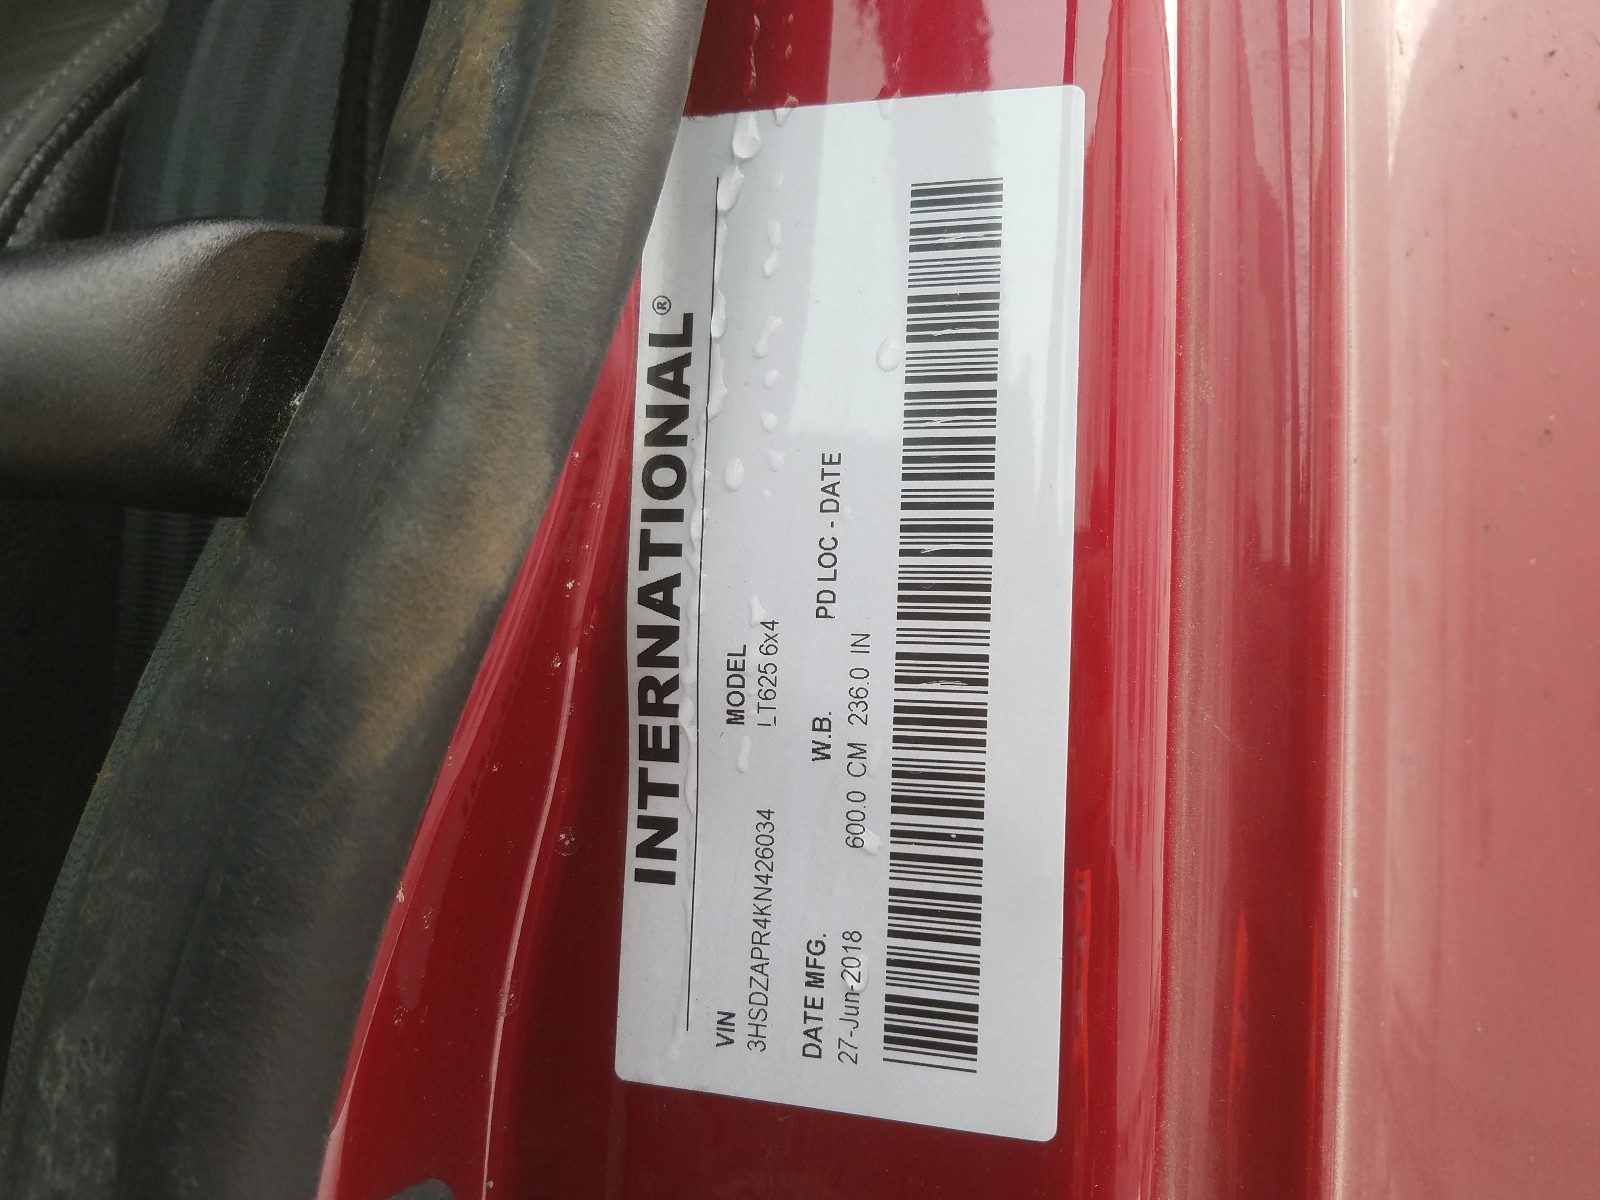 INTERNATIONAL®
VIN MODEL
3HSDZAPR4KN426034 LT625 6x4
DATE MFG. W.B. PD LOC - DATE
27-Jun-2018 600.0 CM 236.0 IN